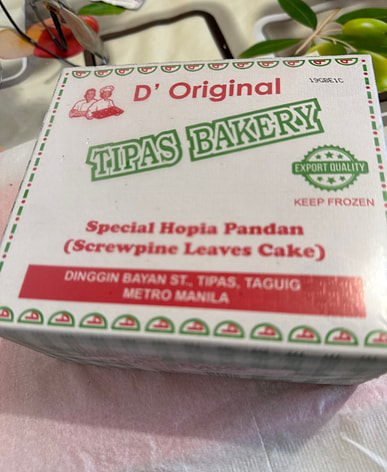 D' Original
19GBE1C
TIPAS BAKERY
EXPORT QUALITY
KEEP FROZEN
Special Hopia Pandan
(Screwpine Leaves Cake)
DINGGIN BAYAN ST., TIPAS, TAGUIG
METRO MANILA